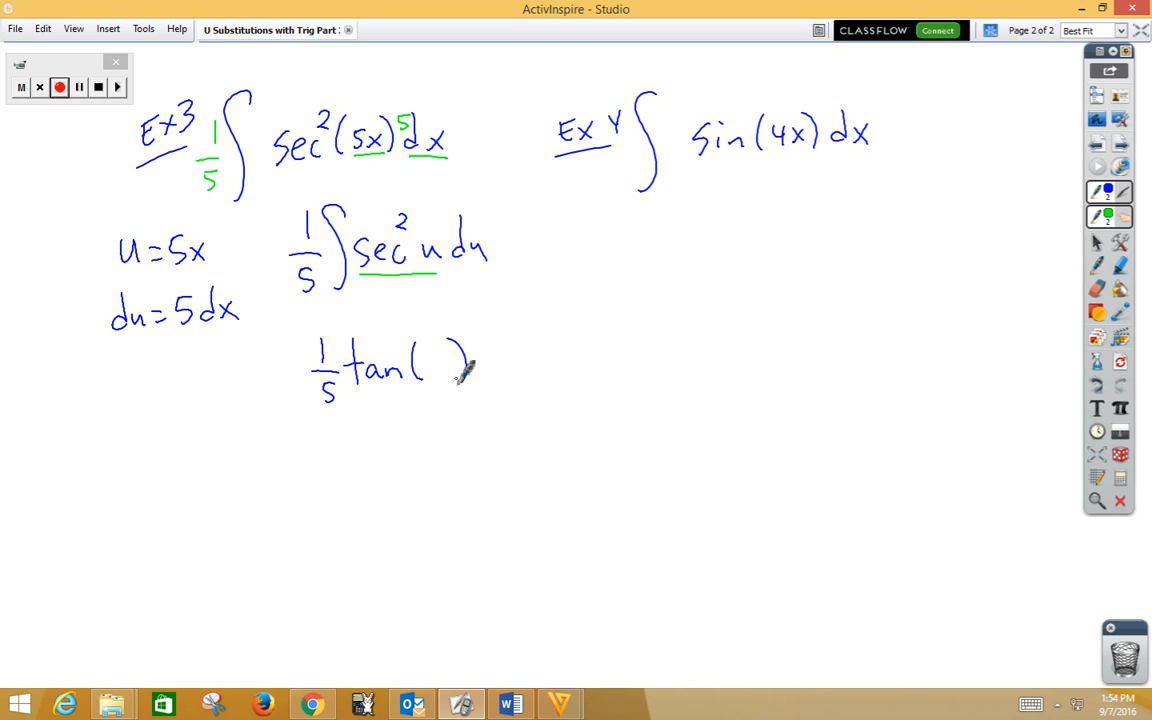 ActivInspire - Studio
File Edit View Insert Tools Help
U Substitutions with Trig Part
CLASSFLOW Connect
Page 2 of 2
Best Fit
M
Ex 3 1/5 ∫ sec²(5x) 5 dx
Ex 4 ∫ sin(4x) dx
u = 5x
1/5 ∫ sec² u du
du = 5 dx
1/5 tan( )
2
2
1:54 PM
9/7/2016